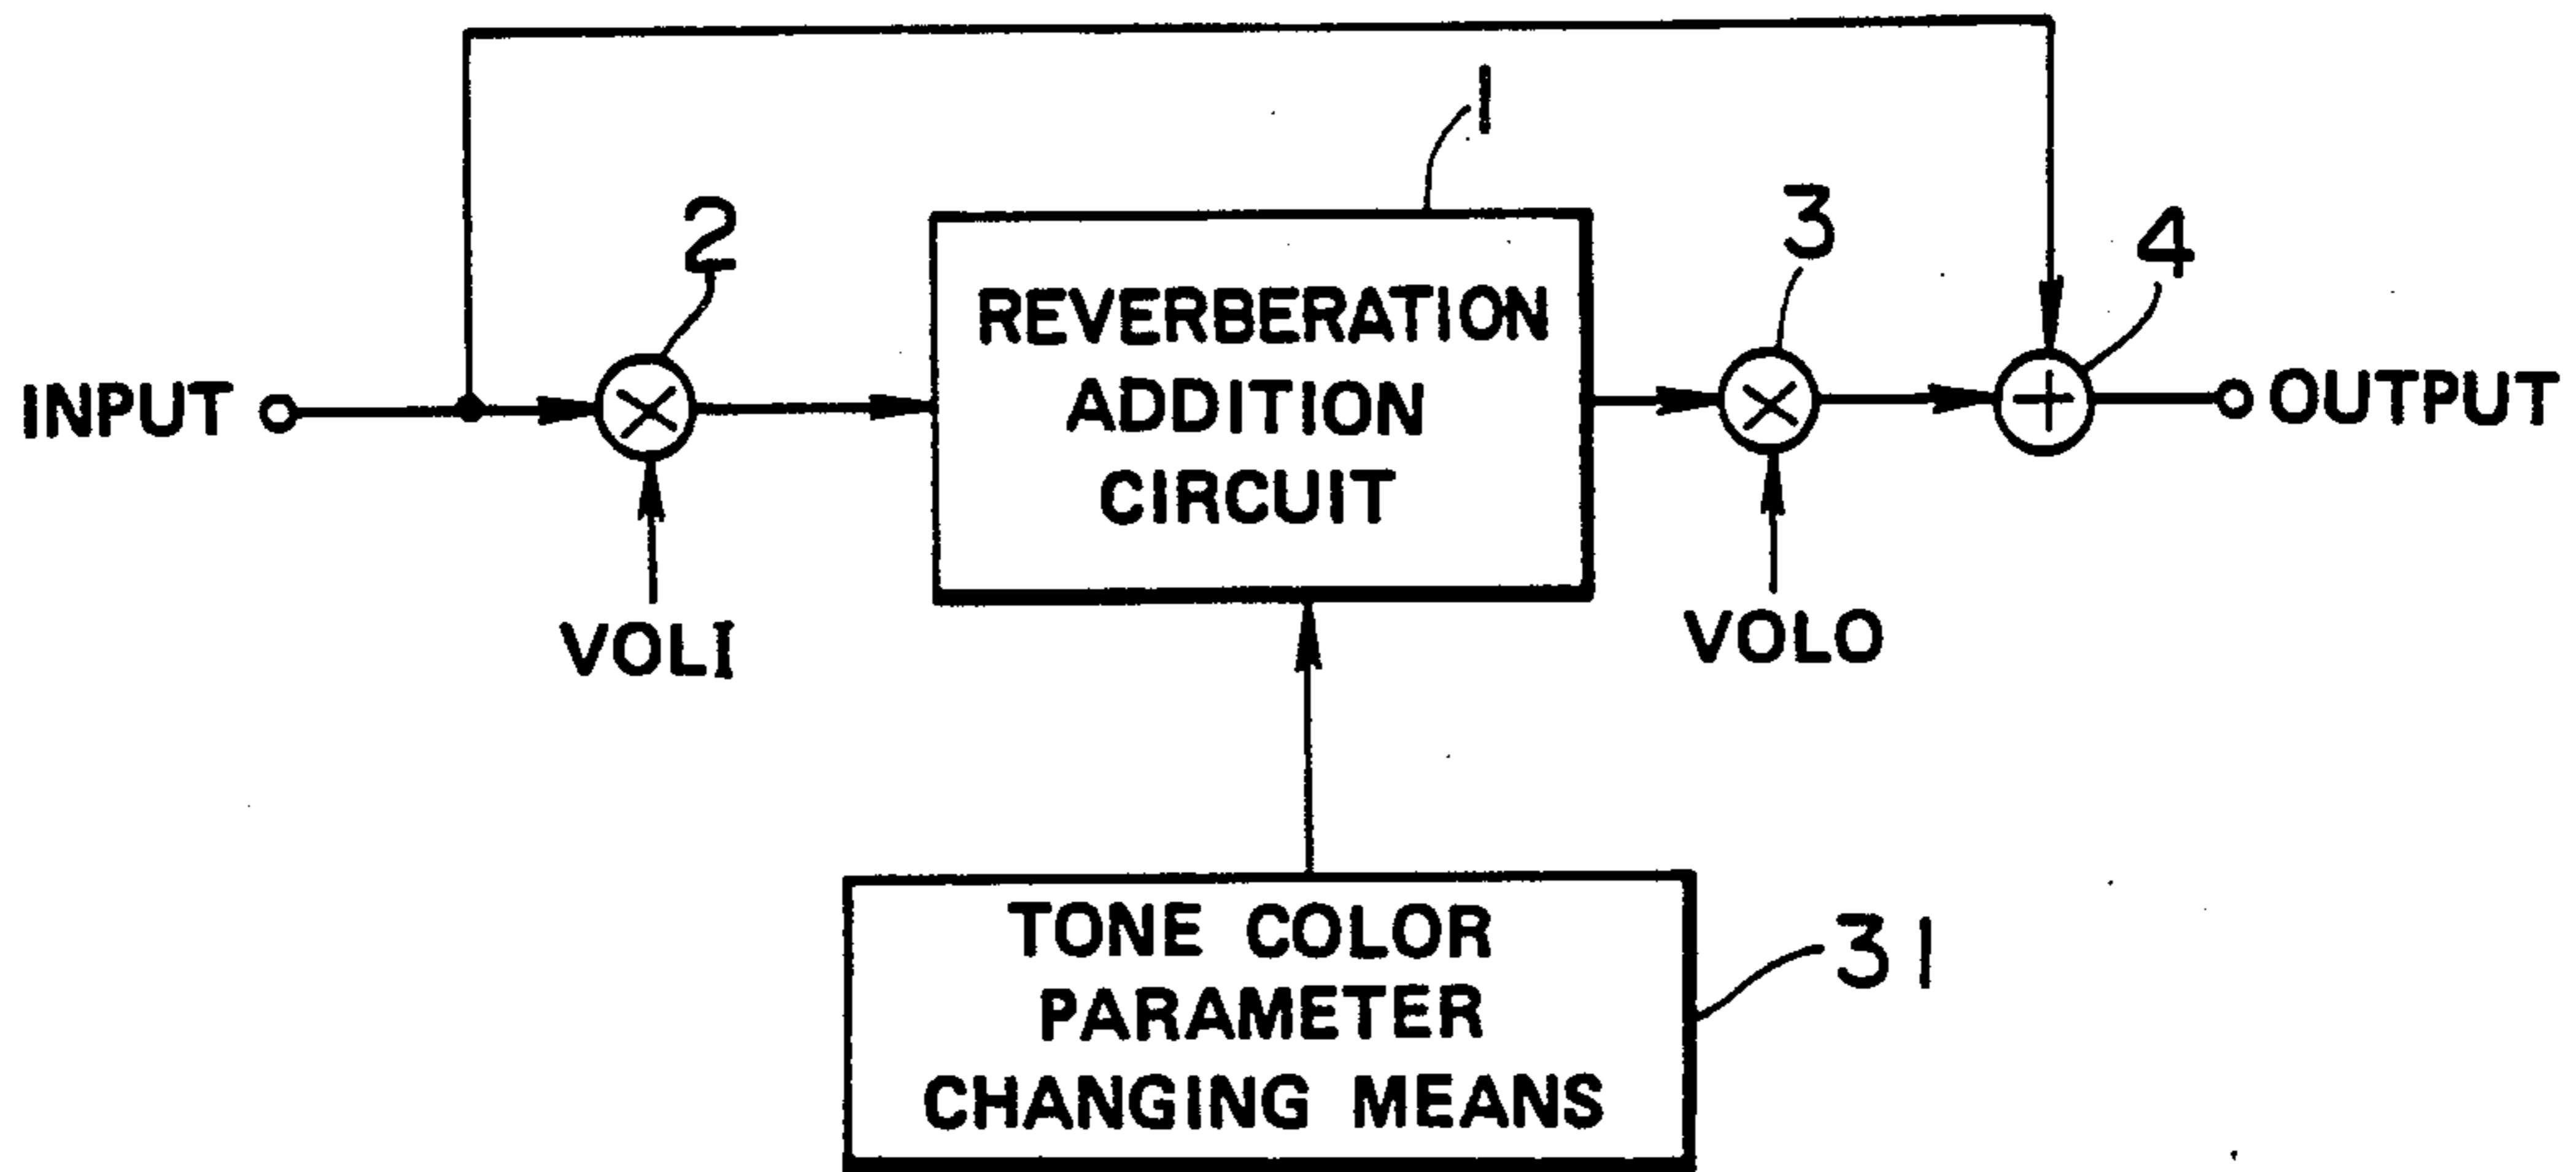 1
2
3
4
REVERBERATION
ADDITION
CIRCUIT
INPUT
OUTPUT
VOLI
VOLO
TONE COLOR
PARAMETER
CHANGING MEANS
31